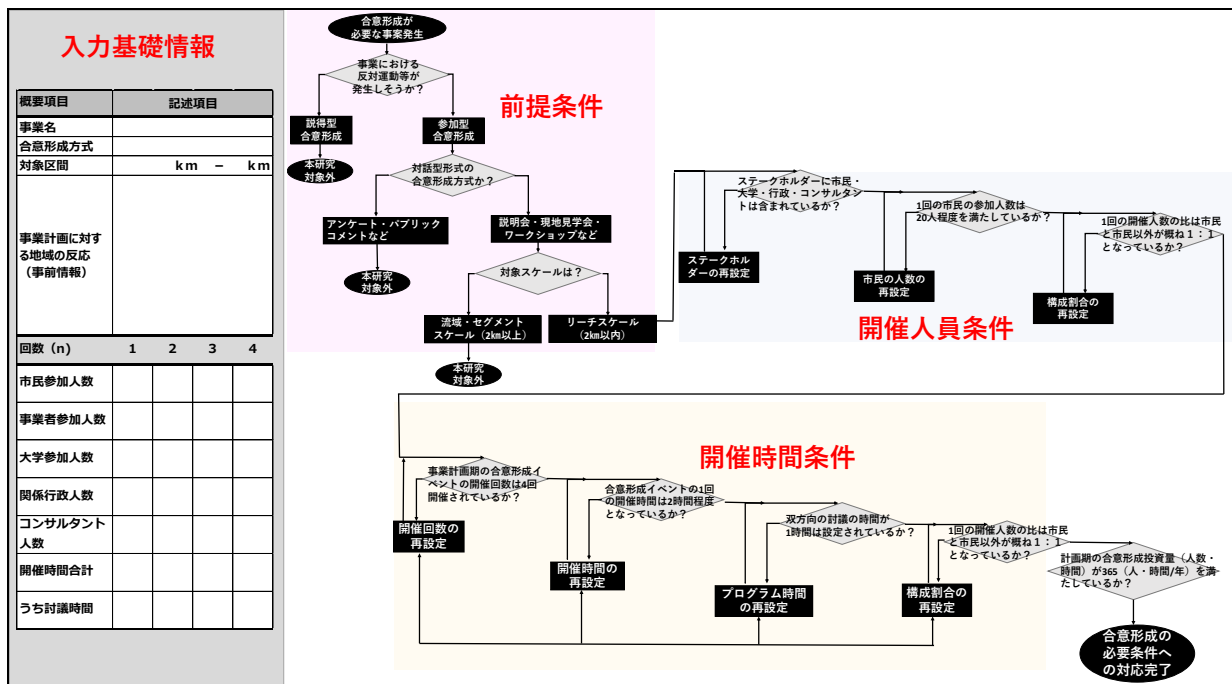 入力基礎情報
概要項目 記述項目
事業名
合意形成方式
対象区間 km － km
事業計画に対す
る地域の反応
（事前情報）
回数（n） 1 2 3 4
市民参加人数
事業者参加人数
大学参加人数
関係行政人数
コンサルタント
人数
開催時間合計
うち討議時間
合意形成が
必要な事案発生
事業における
反対運動等が
発生しそうか？
前提条件
説得型
合意形成
参加型
合意形成
本研究
対象外
対話型形式の
合意形成方式か？
アンケート・パブリック
コメントなど
説明会・現地見学会・
ワークショップなど
本研究
対象外
対象スケールは？
流域・セグメント
スケール（2㎞以上）
リーチスケール
（2㎞以内）
本研究
対象外
ステークホルダーに市民・
大学・行政・コンサルタン
トは含まれているか？
1回の市民の参加人数は
20人程度を満たしているか？
1回の開催人数の比は市民
と市民以外が概ね１：１
となっているか？
ステークホル
ダーの再設定
市民の人数の
再設定
構成割合の
再設定
開催人員条件
開催時間条件
事業計画期の合意形成イ
ベントの開催回数は4回
開催されているか？
合意形成イベントの1回
の開催時間は2時間程度
となっているか？
双方向の討議の時間が
1時間は設定されているか？
1回の開催人数の比は市民
と市民以外が概ね１：１
となっているか？
計画期の合意形成投資量（人数・
時間）が365（人・時間/年）を満
たしているか？
開催回数の
再設定
開催時間の
再設定
プログラム時間
の再設定
構成割合の
再設定
合意形成の
必要条件へ
の対応完了